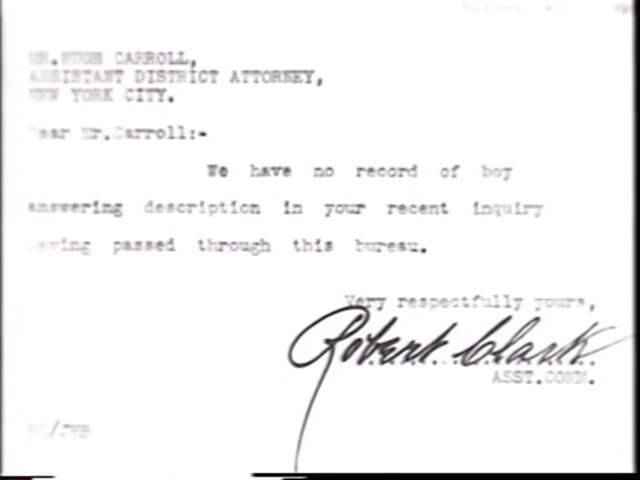 MR. HUGH CARROLL,
ASSISTANT DISTRICT ATTORNEY,
NEW YORK CITY.
Dear Mr. Carroll:-
We have no record of boy
answering description in your recent inquiry
having passed through this bureau.
Very respectfully yours,
Robert Clark
ASST. COMM.